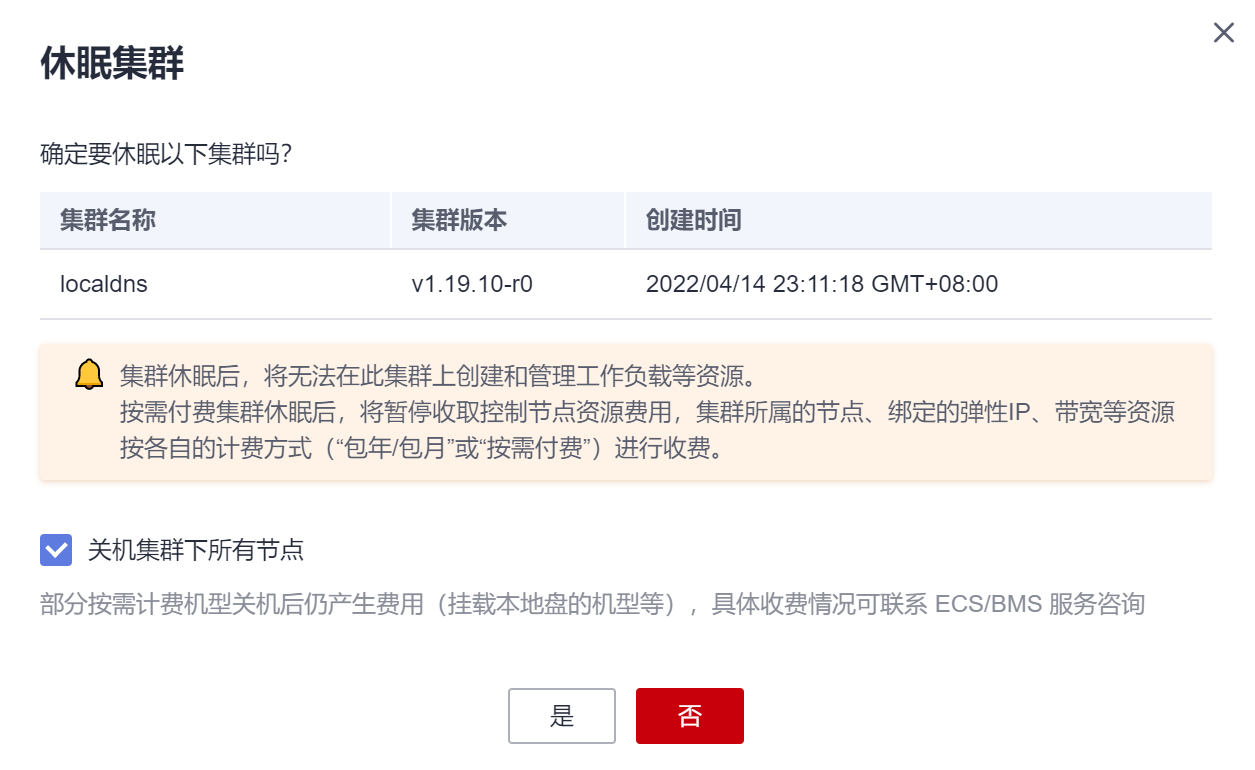 休眠集群
确定要休眠以下集群吗?
集群名称 集群版本 创建时间
localdns v1.19.10-r0 2022/04/14 23:11:18 GMT+08:00
集群休眠后，将无法在此集群上创建和管理工作负载等资源。
按需付费集群休眠后，将暂停收取控制节点资源费用，集群所属的节点、绑定的弹性IP、带宽等资源
按各自的计费方式（“包年/包月”或“按需付费”）进行收费。
关机集群下所有节点
部分按需计费机型关机后仍产生费用（挂载本地盘的机型等），具体收费情况可联系 ECS/BMS 服务咨询
是 否